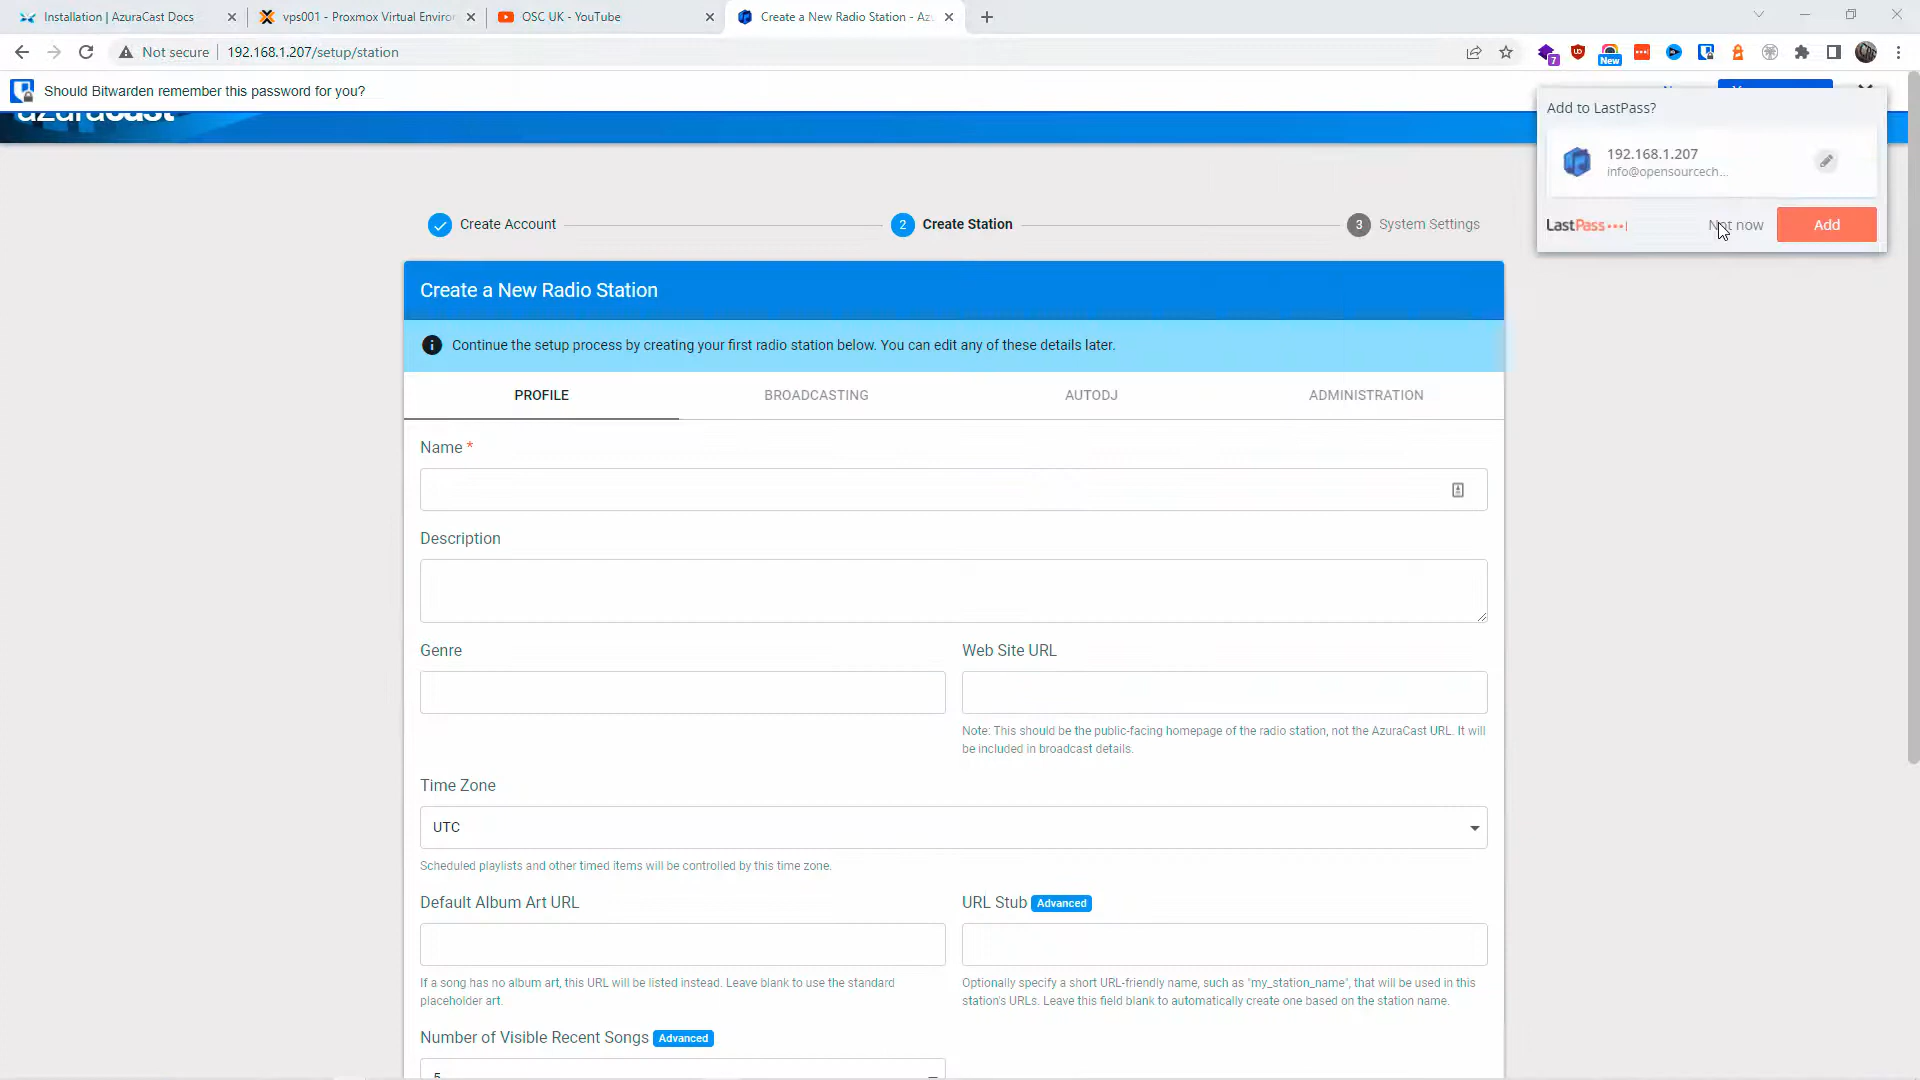 Installation | AzuraCast Docs
vps001 - Proxmox Virtual Enviro
OSC UK - YouTube
Create a New Radio Station - Az
Not secure
192.168.1.207/setup/station
7
New
Should Bitwarden remember this password for you?
azuracast
Add to LastPass?
192.168.1.207
info@opensourcech...
LastPass
Not now
Add
Create Account
2
Create Station
3
System Settings
Create a New Radio Station
Continue the setup process by creating your first radio station below. You can edit any of these details later.
PROFILE
BROADCASTING
AUTODJ
ADMINISTRATION
Name *
Description
Genre
Web Site URL
Note: This should be the public-facing homepage of the radio station, not the AzuraCast URL. It will
be included in broadcast details.
Time Zone
UTC
Scheduled playlists and other timed items will be controlled by this time zone.
Default Album Art URL
URL Stub Advanced
If a song has no album art, this URL will be listed instead. Leave blank to use the standard
placeholder art.
Optionally specify a short URL-friendly name, such as "my_station_name", that will be used in this
station's URLs. Leave this field blank to automatically create one based on the station name.
Number of Visible Recent Songs Advanced
5